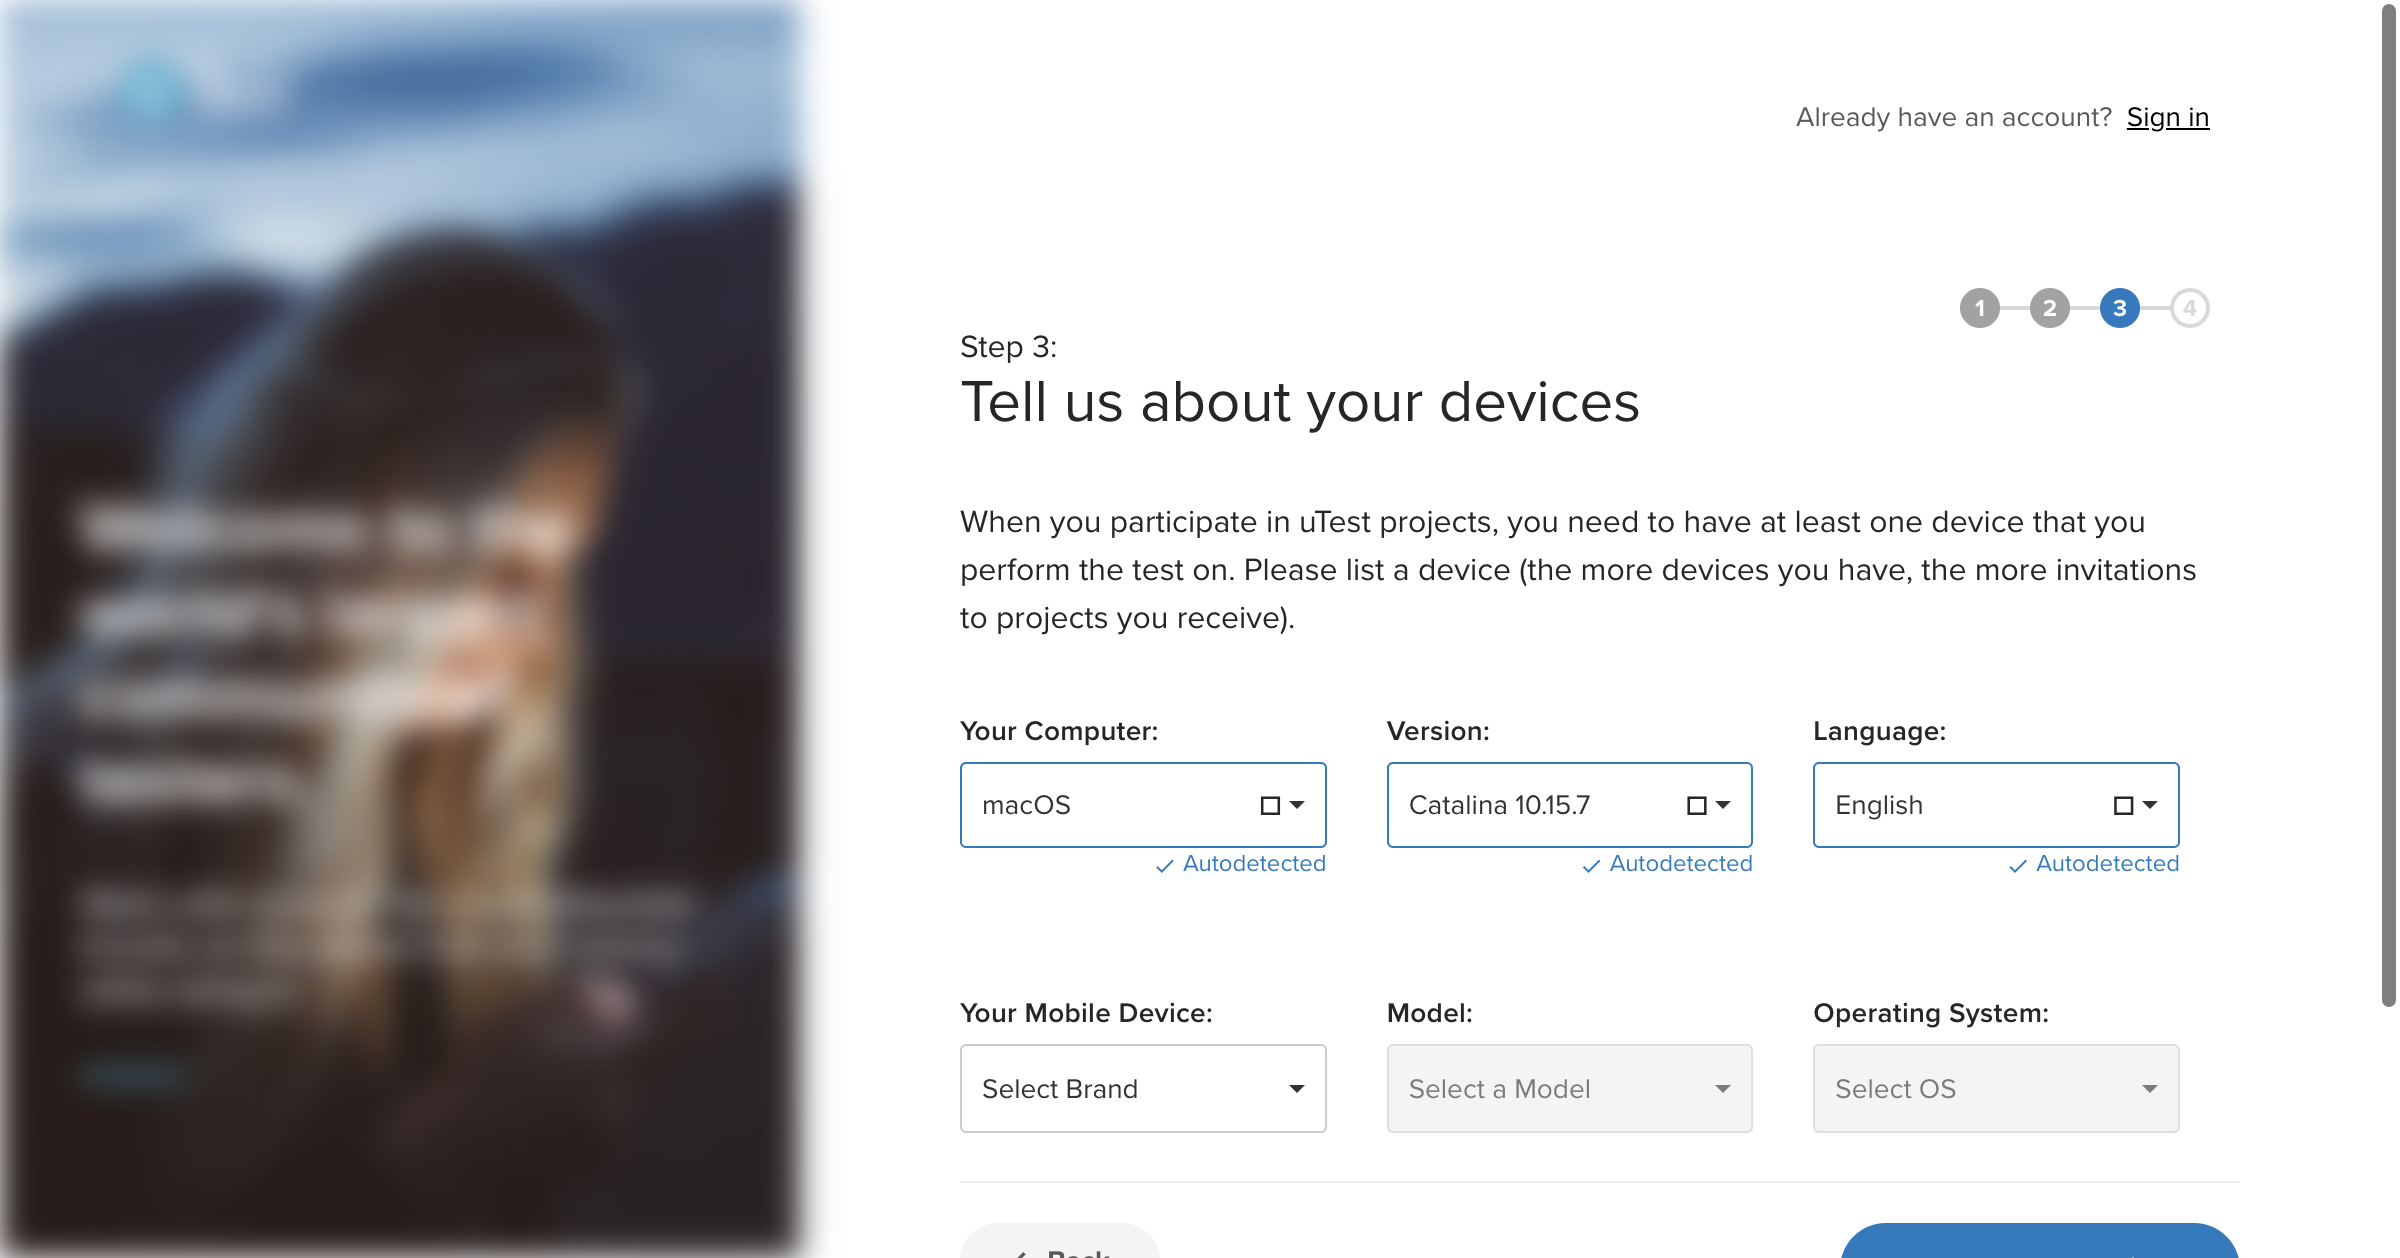 Already have an account? Sign in
1 2 3 4
Step 3:
Tell us about your devices
When you participate in uTest projects, you need to have at least one device that you
perform the test on. Please list a device (the more devices you have, the more invitations
to projects you receive).
Your Computer: Version: Language:
macOS Catalina 10.15.7 English
Autodetected Autodetected Autodetected
Your Mobile Device: Model: Operating System:
Select Brand Select a Model Select OS
Back